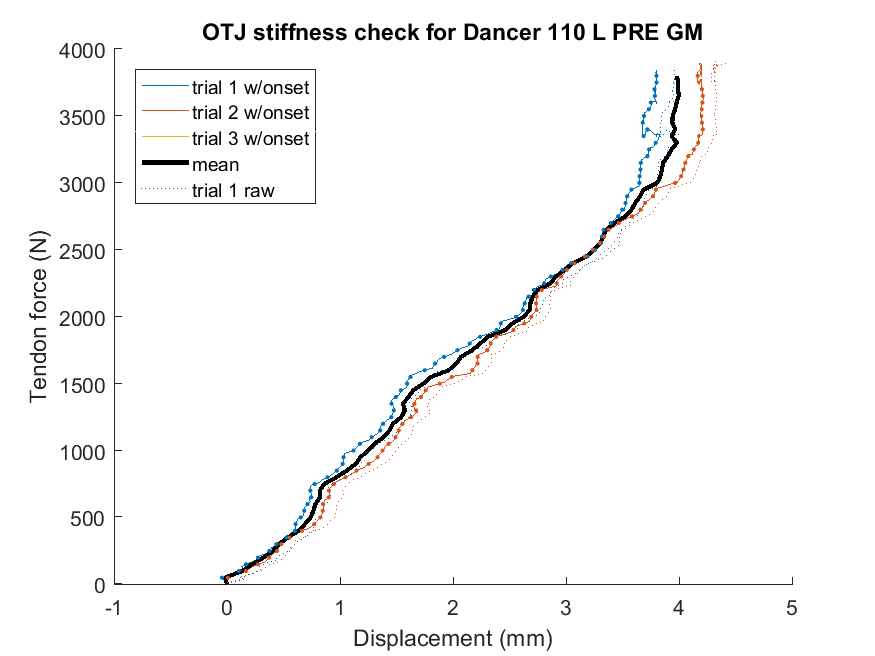 OTJ stiffness check for Dancer 110 L PRE GM
4000
3500
3000
2500
2000
1500
1000
500
0
Tendon force (N)
trial 1 w/onset
trial 2 w/onset
trial 3 w/onset
mean
trial 1 raw
-1 0 1 2 3 4 5
Displacement (mm)